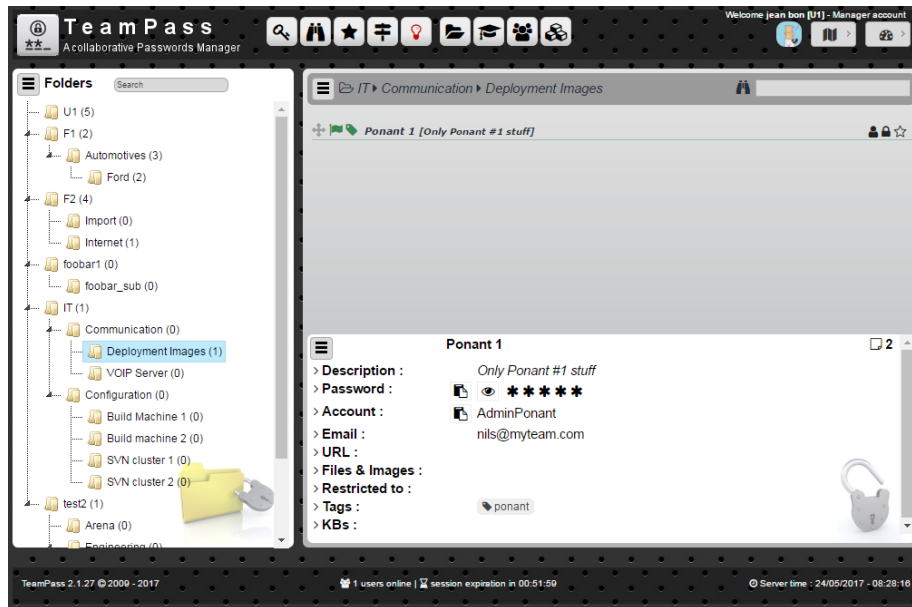 TeamPass
A collaborative Passwords Manager
Welcome jean bon [U1] - Manager account
Folders
Search
U1 (5)
F1 (2)
Automotives (3)
Ford (2)
F2 (4)
Import (0)
Internet (1)
foobar1 (0)
foobar_sub (0)
IT (1)
Communication (0)
Deployment Images (1)
VOIP Server (0)
Configuration (0)
Build Machine 1 (0)
Build machine 2 (0)
SVN cluster 1 (0)
SVN cluster 2 (0)
test2 (1)
Arena (0)
Engineering (0)
IT Communication Deployment Images
Ponant 1 [Only Ponant #1 stuff]
Ponant 1
2
Description : Only Ponant #1 stuff
Password : *****
Account : AdminPonant
Email : nils@myteam.com
URL :
Files & Images :
Restricted to :
Tags : ponant
KBs :
TeamPass 2.1.27 © 2009 - 2017
1 users online | session expiration in 00:51:59
Server time : 24/05/2017 - 08:28:16